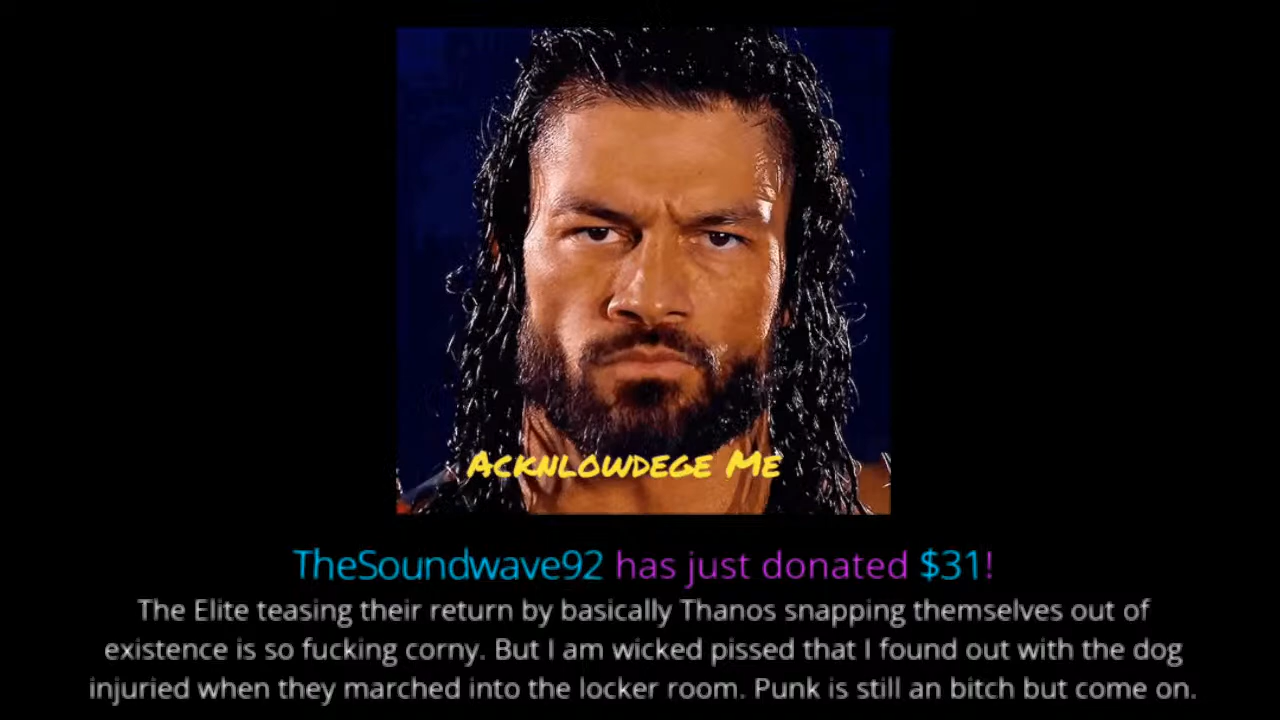 Acknlowdege Me
TheSoundwave92 has just donated $31!
The Elite teasing their return by basically Thanos snapping themselves out of
existence is so fucking corny. But I am wicked pissed that I found out with the dog
injuried when they marched into the locker room. Punk is still an bitch but come on.